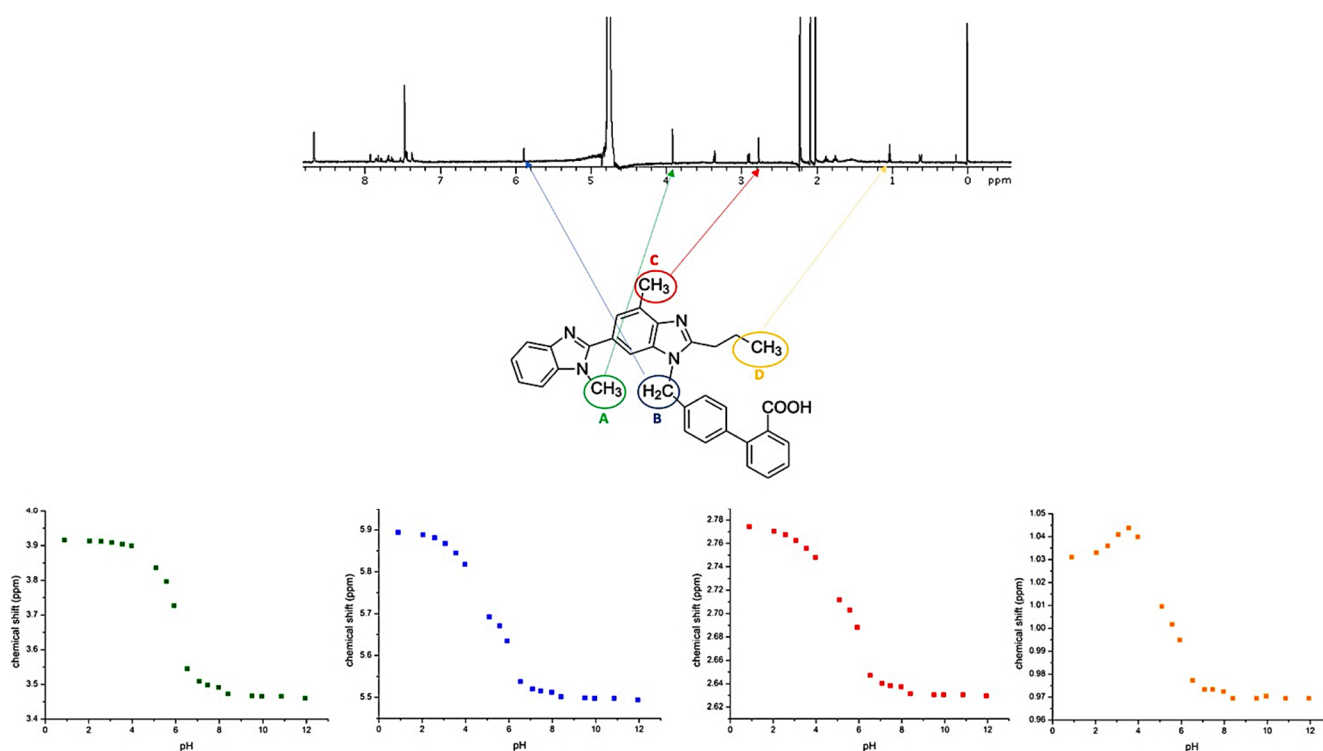 8 7 6 5 4 3 2 1 0 ppm
C
CH₃
N
N
CH₃
D
N
N
CH₃
H₂C
COOH
A
B
4.0
3.9
3.8
3.7
3.6
3.5
3.4
chemical shift (ppm)
0 2 4 6 8 10 12
pH
5.9
5.8
5.7
5.6
5.5
chemical shift (ppm)
0 2 4 6 8 10 12
pH
2.78
2.76
2.74
2.72
2.70
2.68
2.66
2.64
2.62
chemical shift (ppm)
0 2 4 6 8 10 12
pH
1.05
1.04
1.03
1.02
1.01
1.00
0.99
0.98
0.97
0.96
chemical shift (ppm)
0 2 4 6 8 10 12
pH